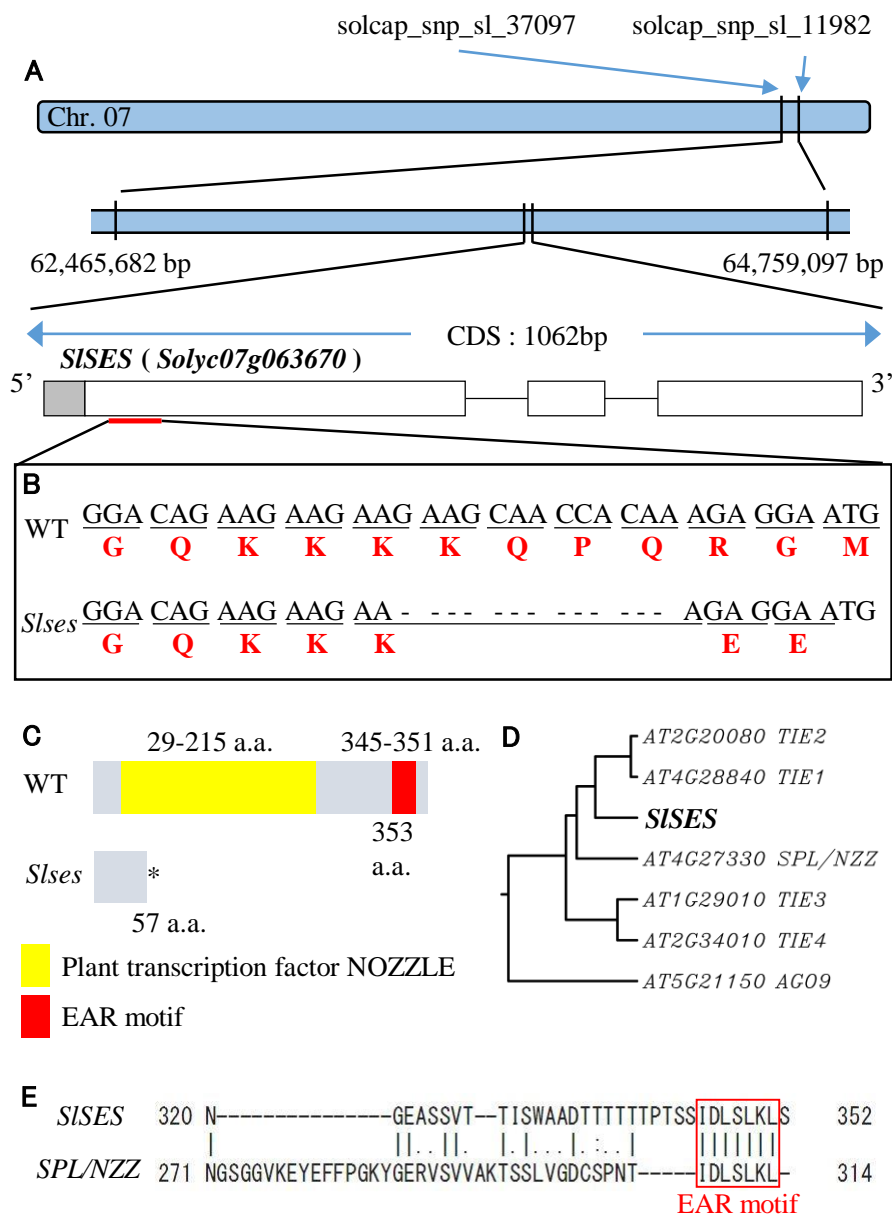 solcap_snp_sl_37097 solcap_snp_sl_11982
A
Chr. 07
62,465,682 bp 64,759,097 bp
CDS : 1062bp
SlSES ( Solyc07g063670 )
5’ 3’
B
WT GGA CAG AAG AAG AAG AAG CAA CCA CAA AGA GGA ATG
G Q K K K K Q P Q R G M
Slses GGA CAG AAG AAG AA- --- --- --- --- AGA GGA ATG
G Q K K K E E
C
29-215 a.a. 345-351 a.a.
WT
353
a.a.
Slses *
57 a.a.
Plant transcription factor NOZZLE
EAR motif
D
AT2G20080 TIE2
AT4G28840 TIE1
SlSES
AT4G27330 SPL/NZZ
AT1G29010 TIE3
AT2G34010 TIE4
AT5G21150 AGO9
E
SlSES 320 N---------------GEASSVT--TISWAADTTTTTTPTSSIDLSLKLS 352
SPL/NZZ 271 NGSGGVKEYEFFPGKYGERVSVVAKTSSLVGDCSPNT-----IDLSLKL- 314
EAR motif